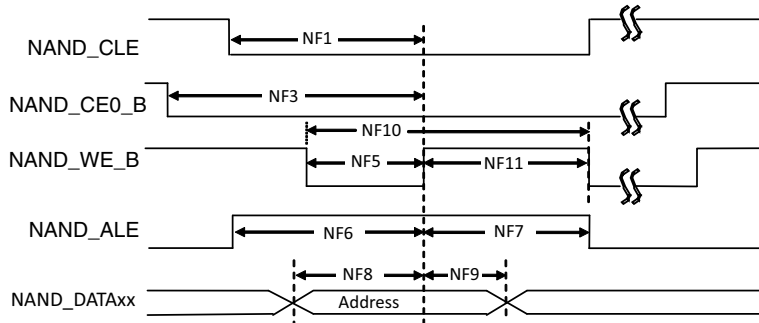 NAND_CLE
NF1
NAND_CE0_B
NF3
NF10
NAND_WE_B
NF5
NF11
NAND_ALE
NF6
NF7
NF8
NF9
NAND_DATAxx
Address